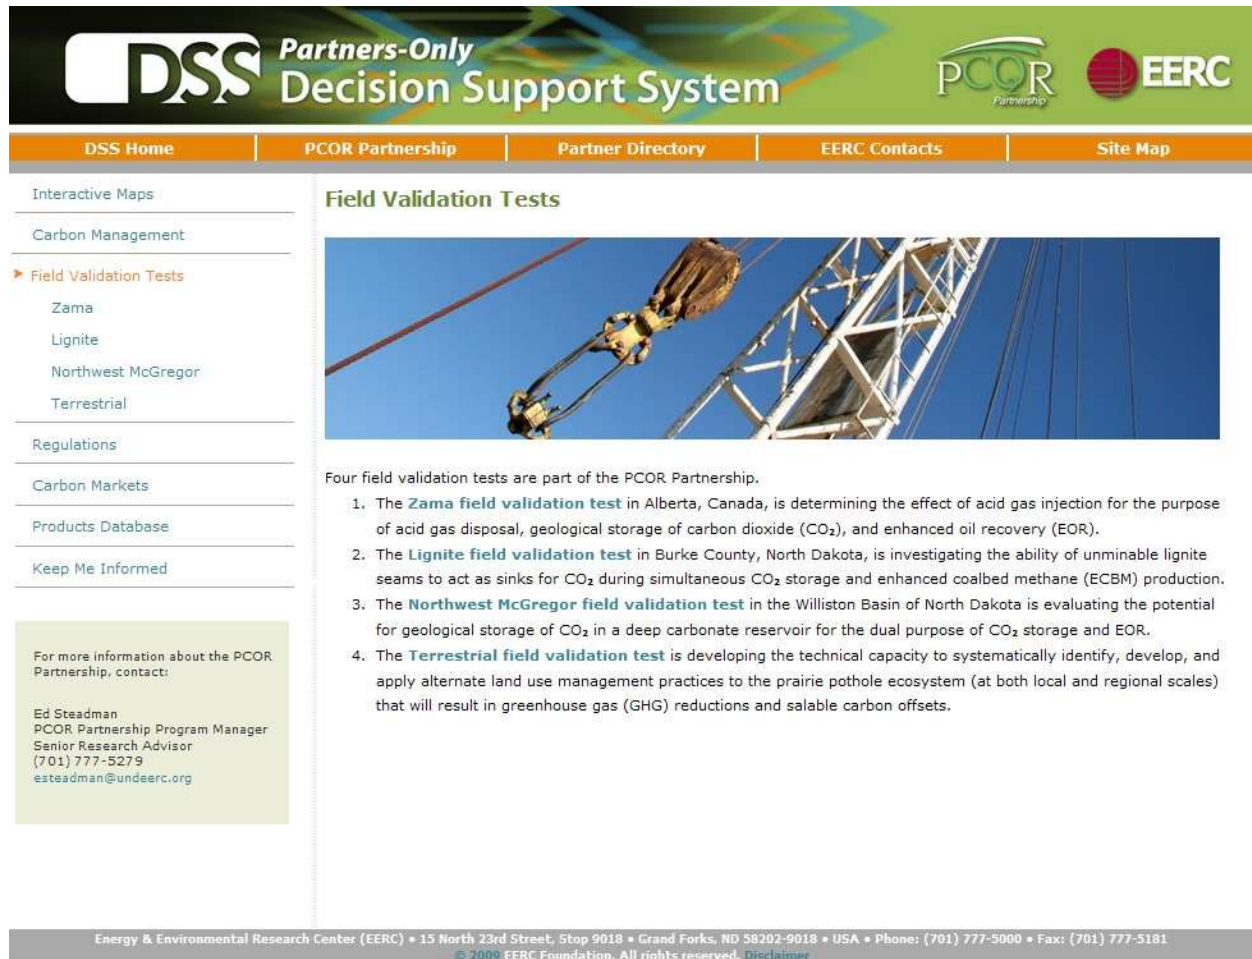 DSS Partners-Only
Decision Support System
PCOR
Partnership
EERC
DSS Home
PCOR Partnership
Partner Directory
EERC Contacts
Site Map
Interactive Maps
Carbon Management
Field Validation Tests
Zama
Lignite
Northwest McGregor
Terrestrial
Regulations
Carbon Markets
Products Database
Keep Me Informed
For more information about the PCOR
Partnership, contact:
Ed Steadman
PCOR Partnership Program Manager
Senior Research Advisor
(701) 777-5279
esteadman@undeerc.org
Field Validation Tests
Four field validation tests are part of the PCOR Partnership.
1. The Zama field validation test in Alberta, Canada, is determining the effect of acid gas injection for the purpose
of acid gas disposal, geological storage of carbon dioxide (CO₂), and enhanced oil recovery (EOR).
2. The Lignite field validation test in Burke County, North Dakota, is investigating the ability of unminable lignite
seams to act as sinks for CO₂ during simultaneous CO₂ storage and enhanced coalbed methane (ECBM) production.
3. The Northwest McGregor field validation test in the Williston Basin of North Dakota is evaluating the potential
for geological storage of CO₂ in a deep carbonate reservoir for the dual purpose of CO₂ storage and EOR.
4. The Terrestrial field validation test is developing the technical capacity to systematically identify, develop, and
apply alternate land use management practices to the prairie pothole ecosystem (at both local and regional scales)
that will result in greenhouse gas (GHG) reductions and salable carbon offsets.
Energy & Environmental Research Center (EERC) • 15 North 23rd Street, Stop 9018 • Grand Forks, ND 58202-9018 • USA • Phone: (701) 777-5000 • Fax: (701) 777-5181
© 2009 EERC Foundation. All rights reserved. Disclaimer